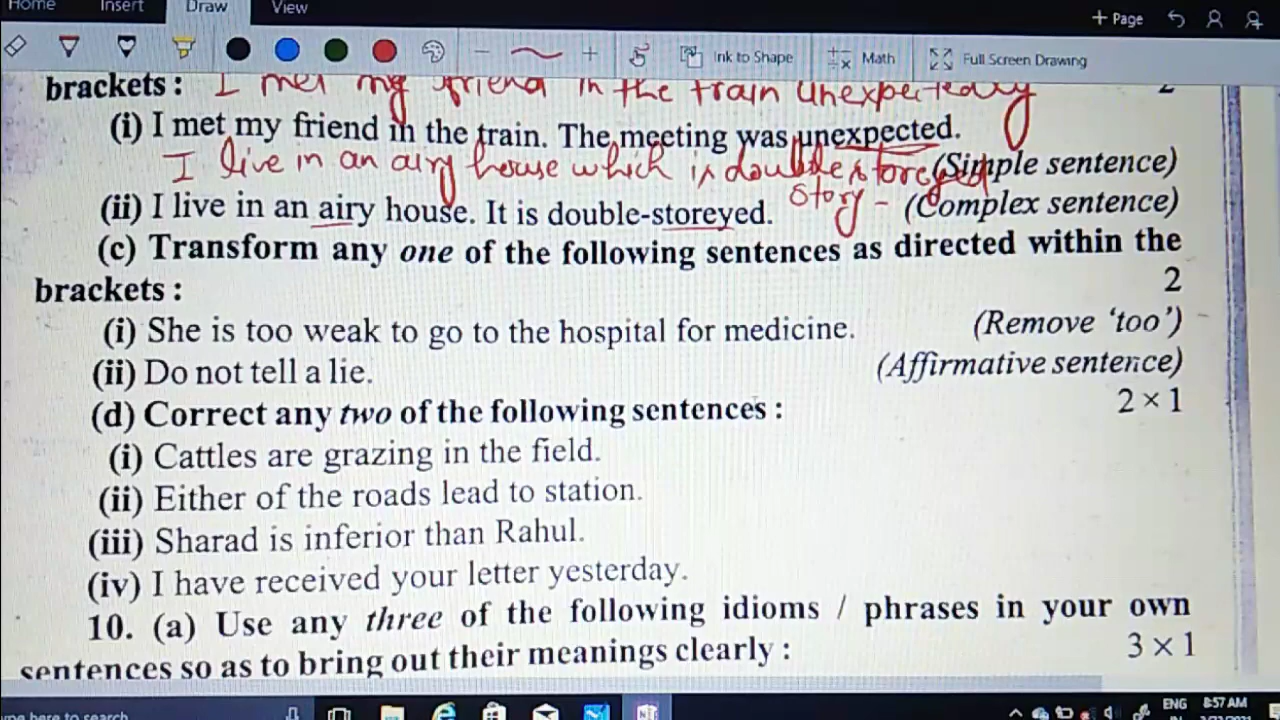 Home Insert Draw View
+ Page
Ink to Shape Math Full Screen Drawing
brackets : I met my friend in the train unexpectedly
(i) I met my friend in the train. The meeting was unexpected.
I live in an airy house which is double storeyed (Simple sentence)
story -
(ii) I live in an airy house. It is double-storeyed. (Complex sentence)
(c) Transform any one of the following sentences as directed within the
brackets : 2
(i) She is too weak to go to the hospital for medicine. (Remove ‘too’)
(ii) Do not tell a lie. (Affirmative sentence)
(d) Correct any two of the following sentences : 2 × 1
(i) Cattles are grazing in the field.
(ii) Either of the roads lead to station.
(iii) Sharad is inferior than Rahul.
(iv) I have received your letter yesterday.
10. (a) Use any three of the following idioms / phrases in your own
sentences so as to bring out their meanings clearly : 3 × 1
here to search ENG 8:57 AM